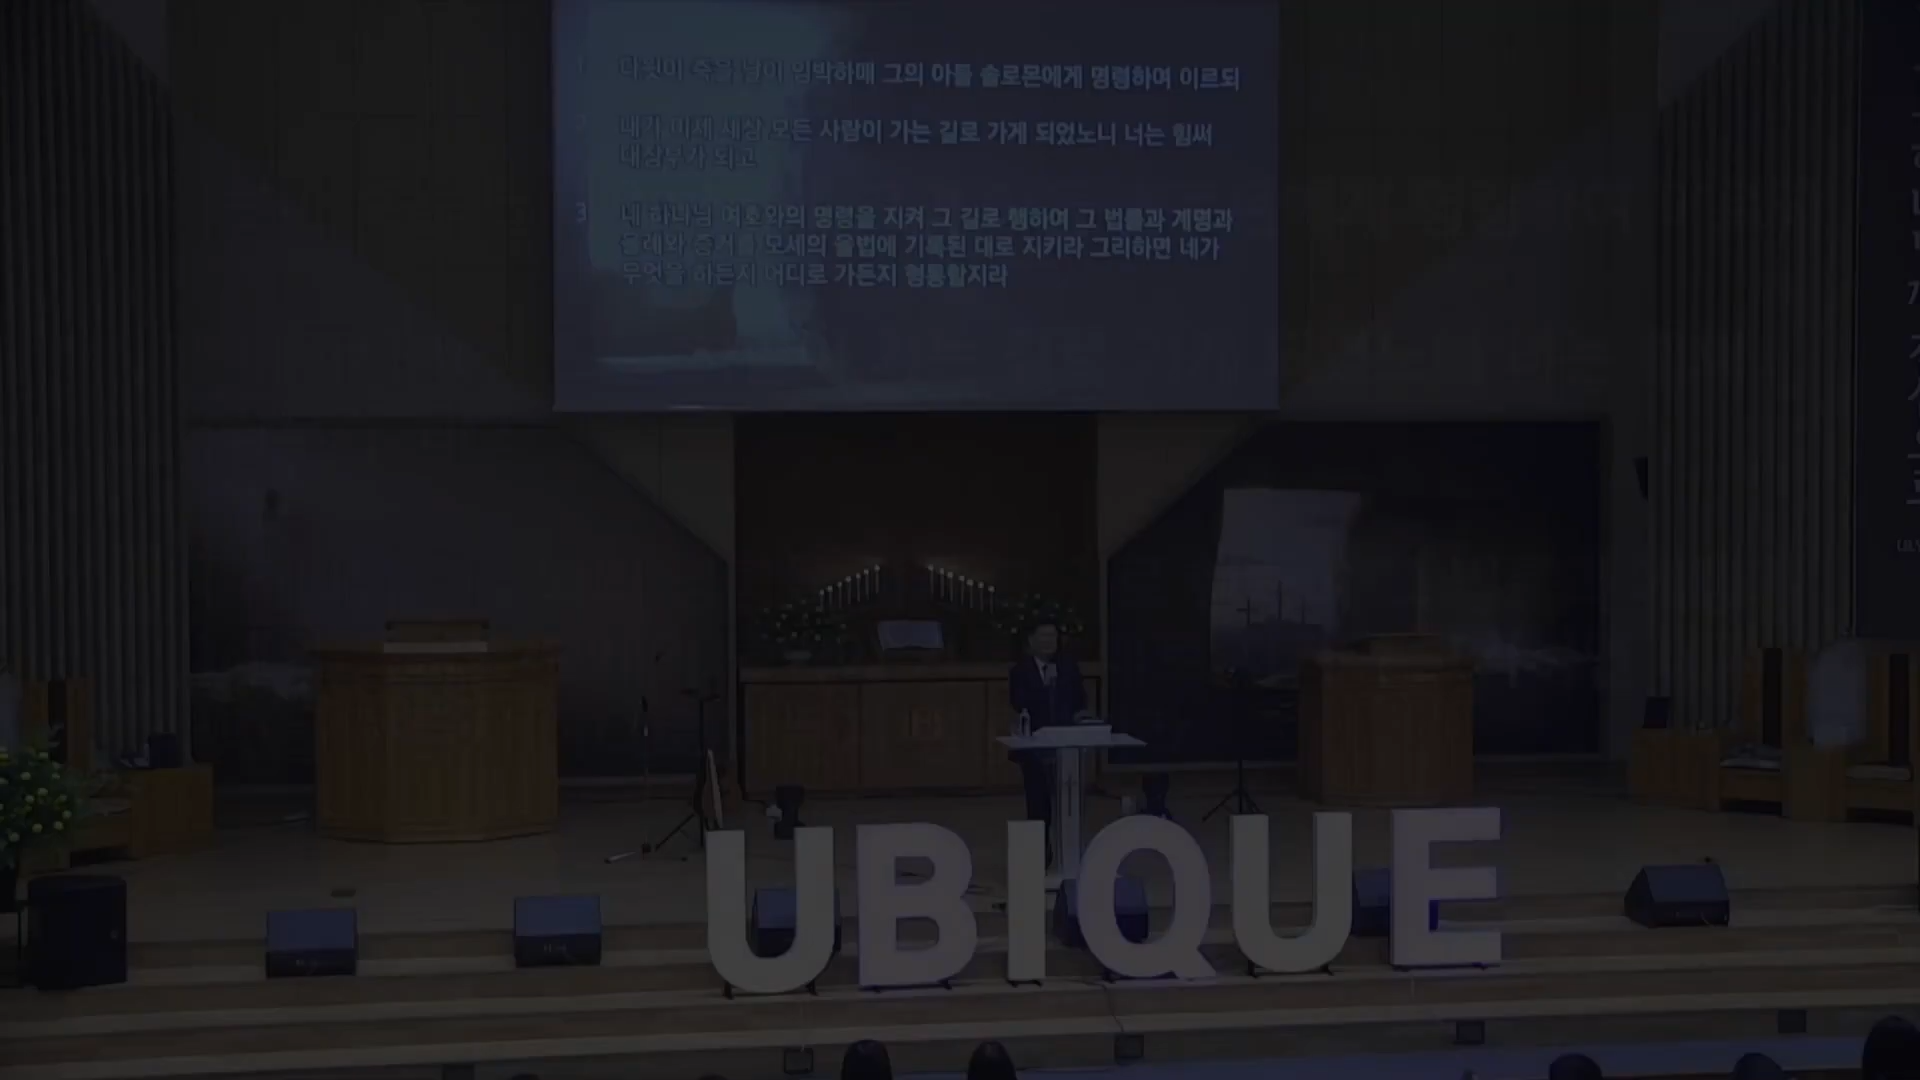 다윗이 죽을 날이 임박하매 그의 아들 솔로몬에게 명령하여 이르되
내가 이제 세상 모든 사람이 가는 길로 가게 되었노니 너는 힘써
대장부가 되고
3 네 하나님 여호와의 명령을 지켜 그 길로 행하여 그 법률과 계명과
율례와 증거를 모세의 율법에 기록된 대로 지키라 그리하면 네가
무엇을 하든지 어디로 가든지 형통할지라
UBIQUE